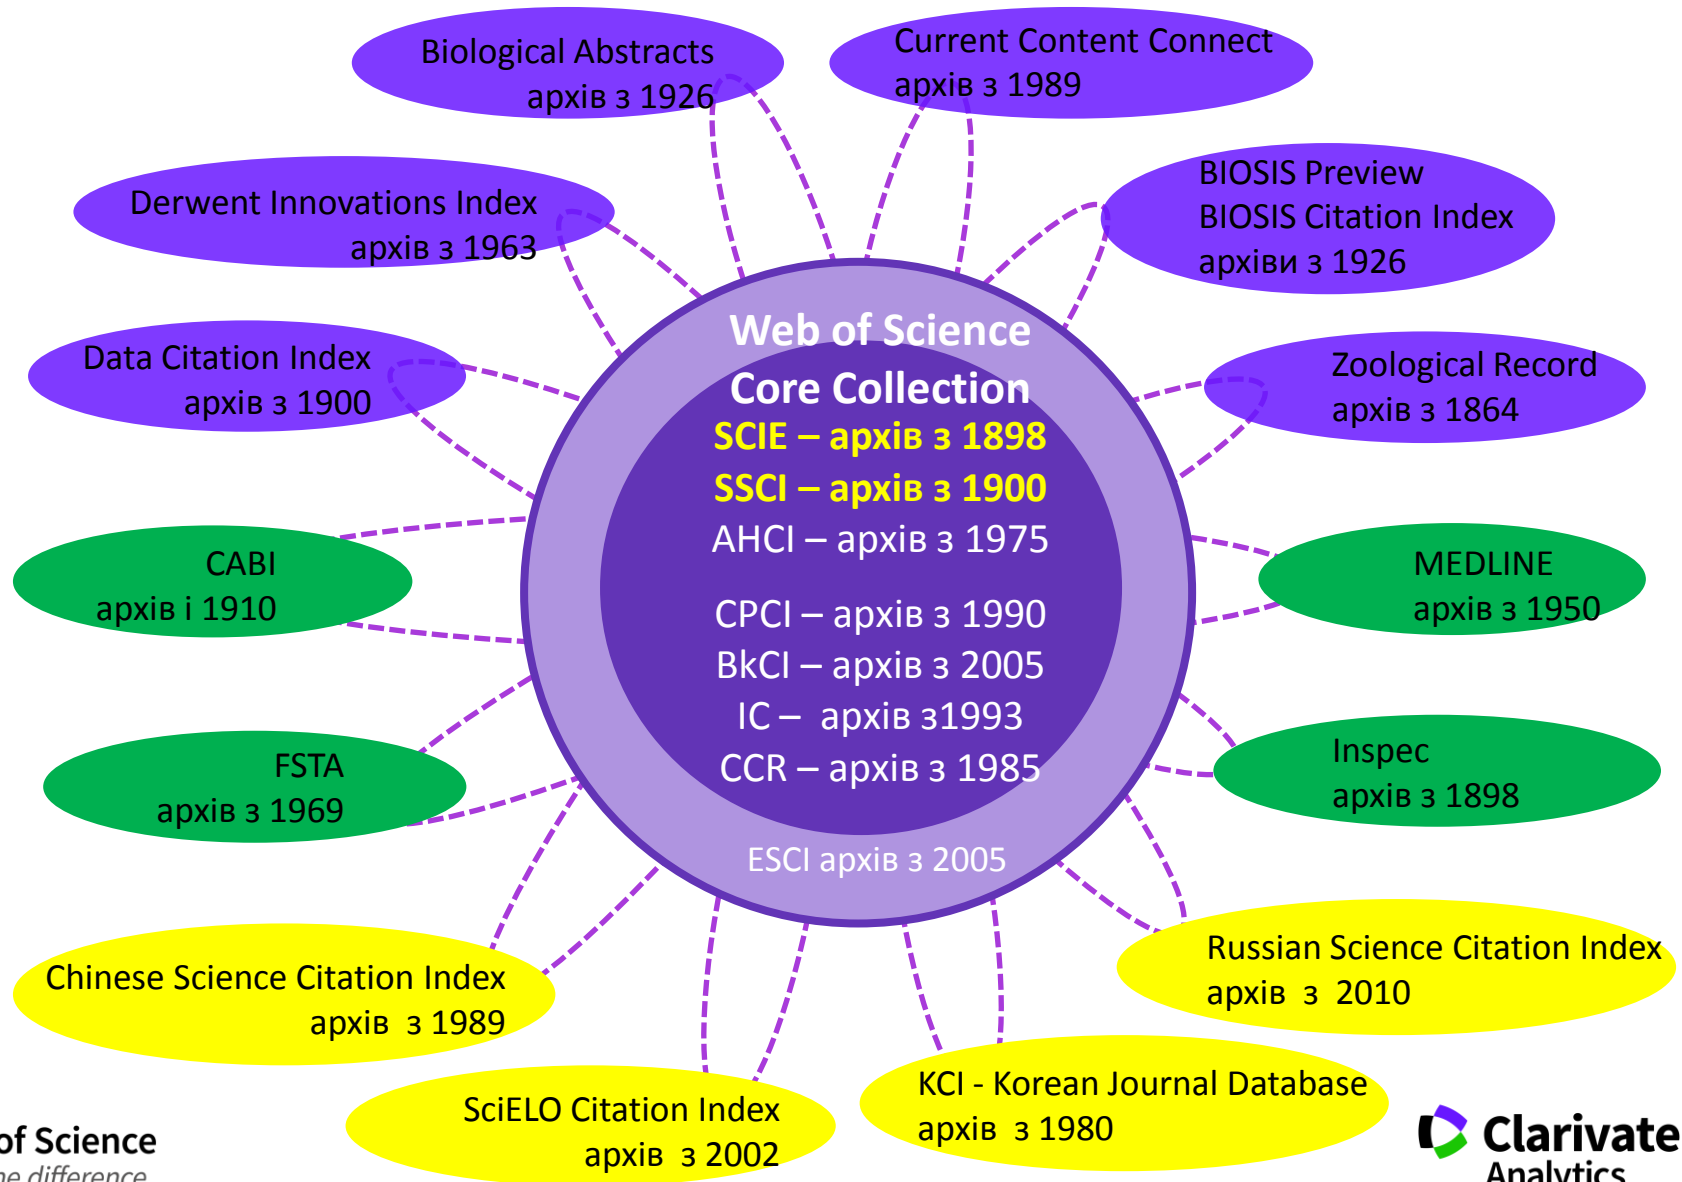 Biological Abstracts
архів з 1926
Current Content Connect
архів з 1989
Derwent Innovations Index
архів з 1963
BIOSIS Preview
BIOSIS Citation Index
архіви з 1926
Data Citation Index
архів з 1900
Zoological Record
архів з 1864
Web of Science
Core Collection
SCIE – архів з 1898
SSCI – архів з 1900
AHCI – архів з 1975
CPCI – архів з 1990
BkCI – архів з 2005
IC – архів з1993
CCR – архів з 1985
ESCI архів з 2005
CABI
архів і 1910
MEDLINE
архів з 1950
FSTA
архів з 1969
Inspec
архів з 1898
Chinese Science Citation Index
архів з 1989
Russian Science Citation Index
архів з 2010
SciELO Citation Index
архів з 2002
KCI - Korean Journal Database
архів з 1980
of Science
difference
Clarivate
Analytics